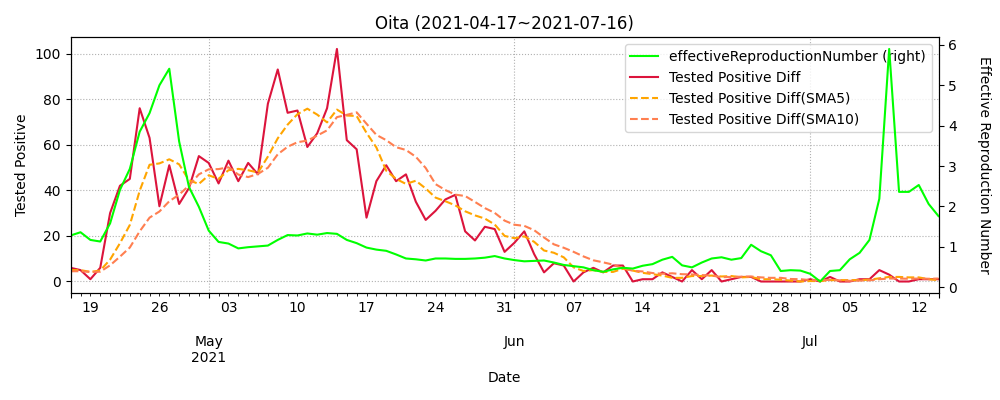 Oita (2021-04-17~2021-07-16)
effectiveReproductionNumber (right)
Tested Positive Diff
Tested Positive Diff(SMA5)
Tested Positive Diff(SMA10)
Tested Positive
100
80
60
40
20
0
Effective Reproduction Number
6
5
4
3
2
1
0
19 26 03 10 17 24 31 07 14 21 28 05 12
May Jun Jul
2021
Date